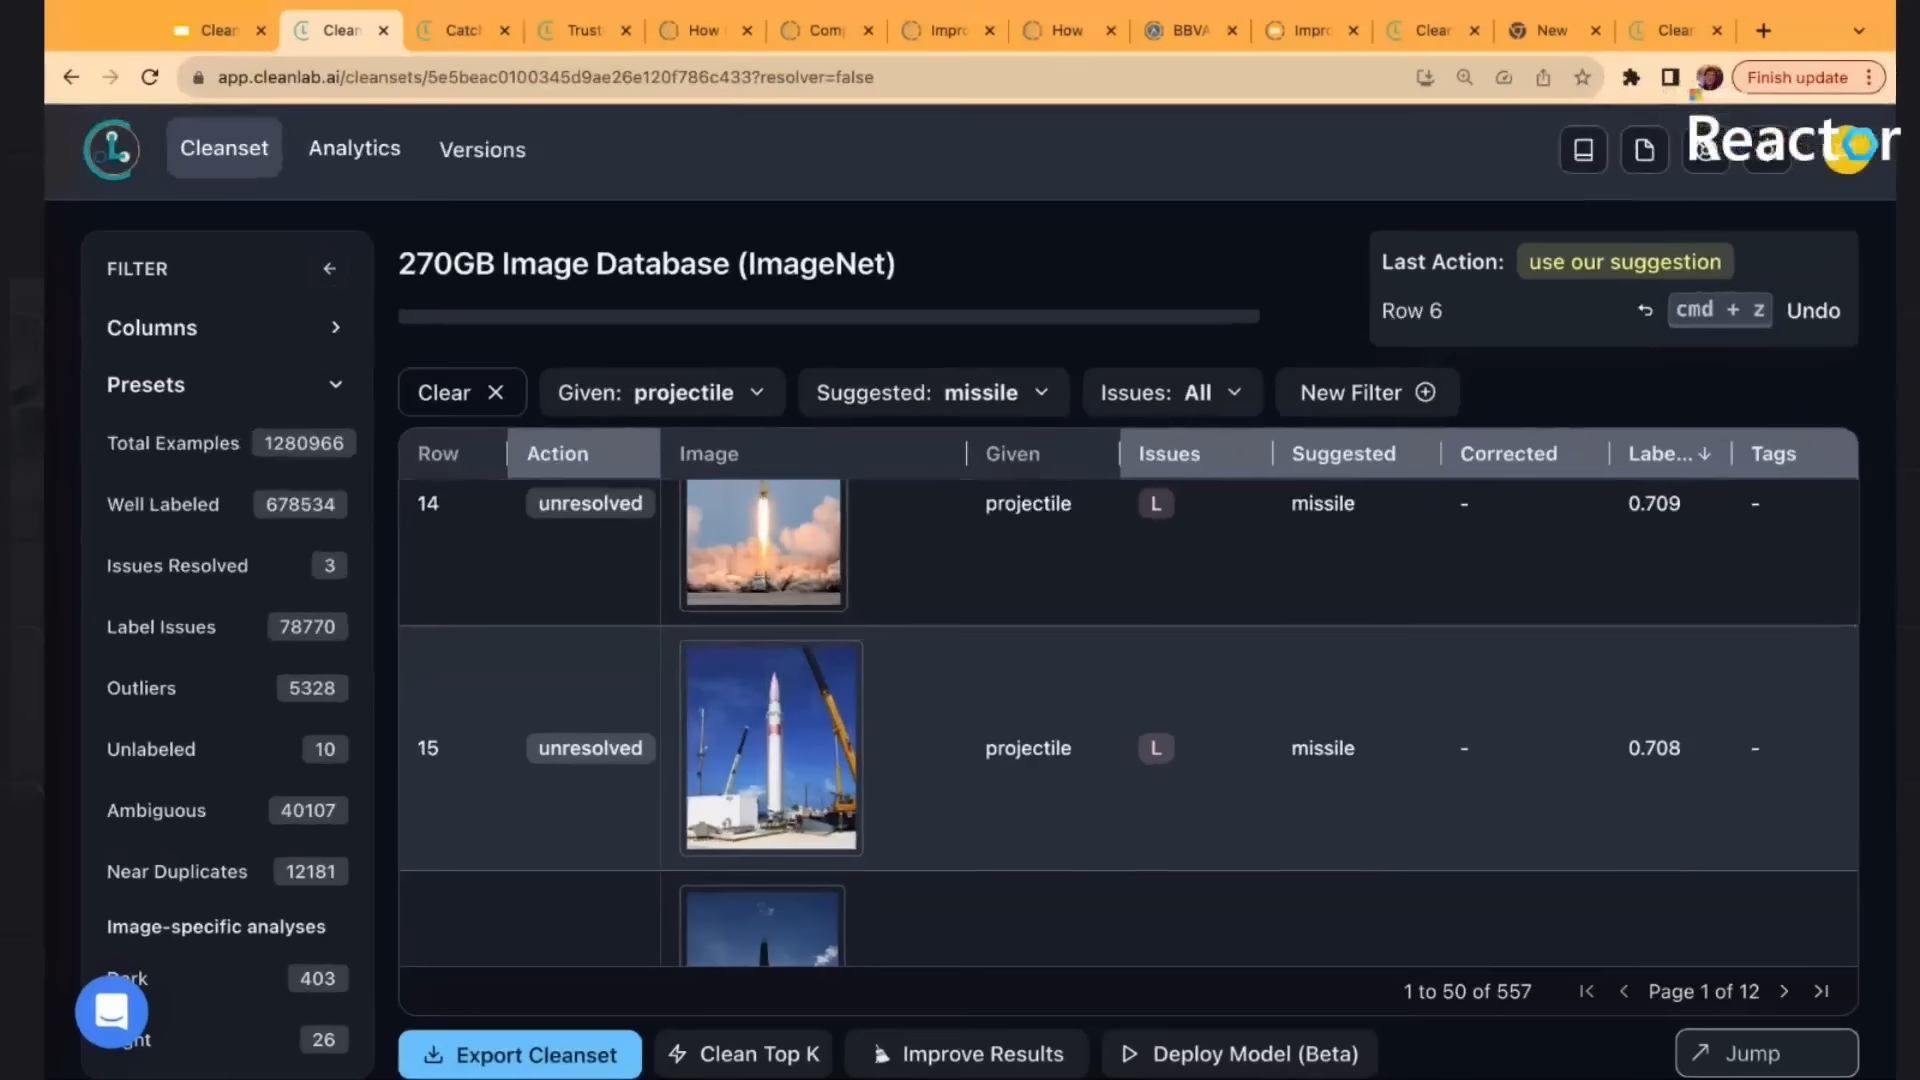 Clean
Clean
Catch
Trust
How
Com
Impro
How
BBVA
Impro
Clear
New
Clear
app.cleanlab.ai/cleansets/5e5beac0100345d9ae26e120f786c433?resolver=false
Finish update
Cleanset
Analytics
Versions
Reactor
FILTER
Columns
Presets
Total Examples 1280966
Well Labeled 678534
Issues Resolved 3
Label Issues 78770
Outliers 5328
Unlabeled 10
Ambiguous 40107
Near Duplicates 12181
Image-specific analyses
403
26
270GB Image Database (ImageNet)
Last Action: use our suggestion
Row 6 cmd + z Undo
Clear
Given: projectile
Suggested: missile
Issues: All
New Filter
Row Action Image Given Issues Suggested Corrected Labe... Tags
14 unresolved projectile L missile - 0.709 -
15 unresolved projectile L missile - 0.708 -
1 to 50 of 557 Page 1 of 12
Export Cleanset
Clean Top K
Improve Results
Deploy Model (Beta)
Jump